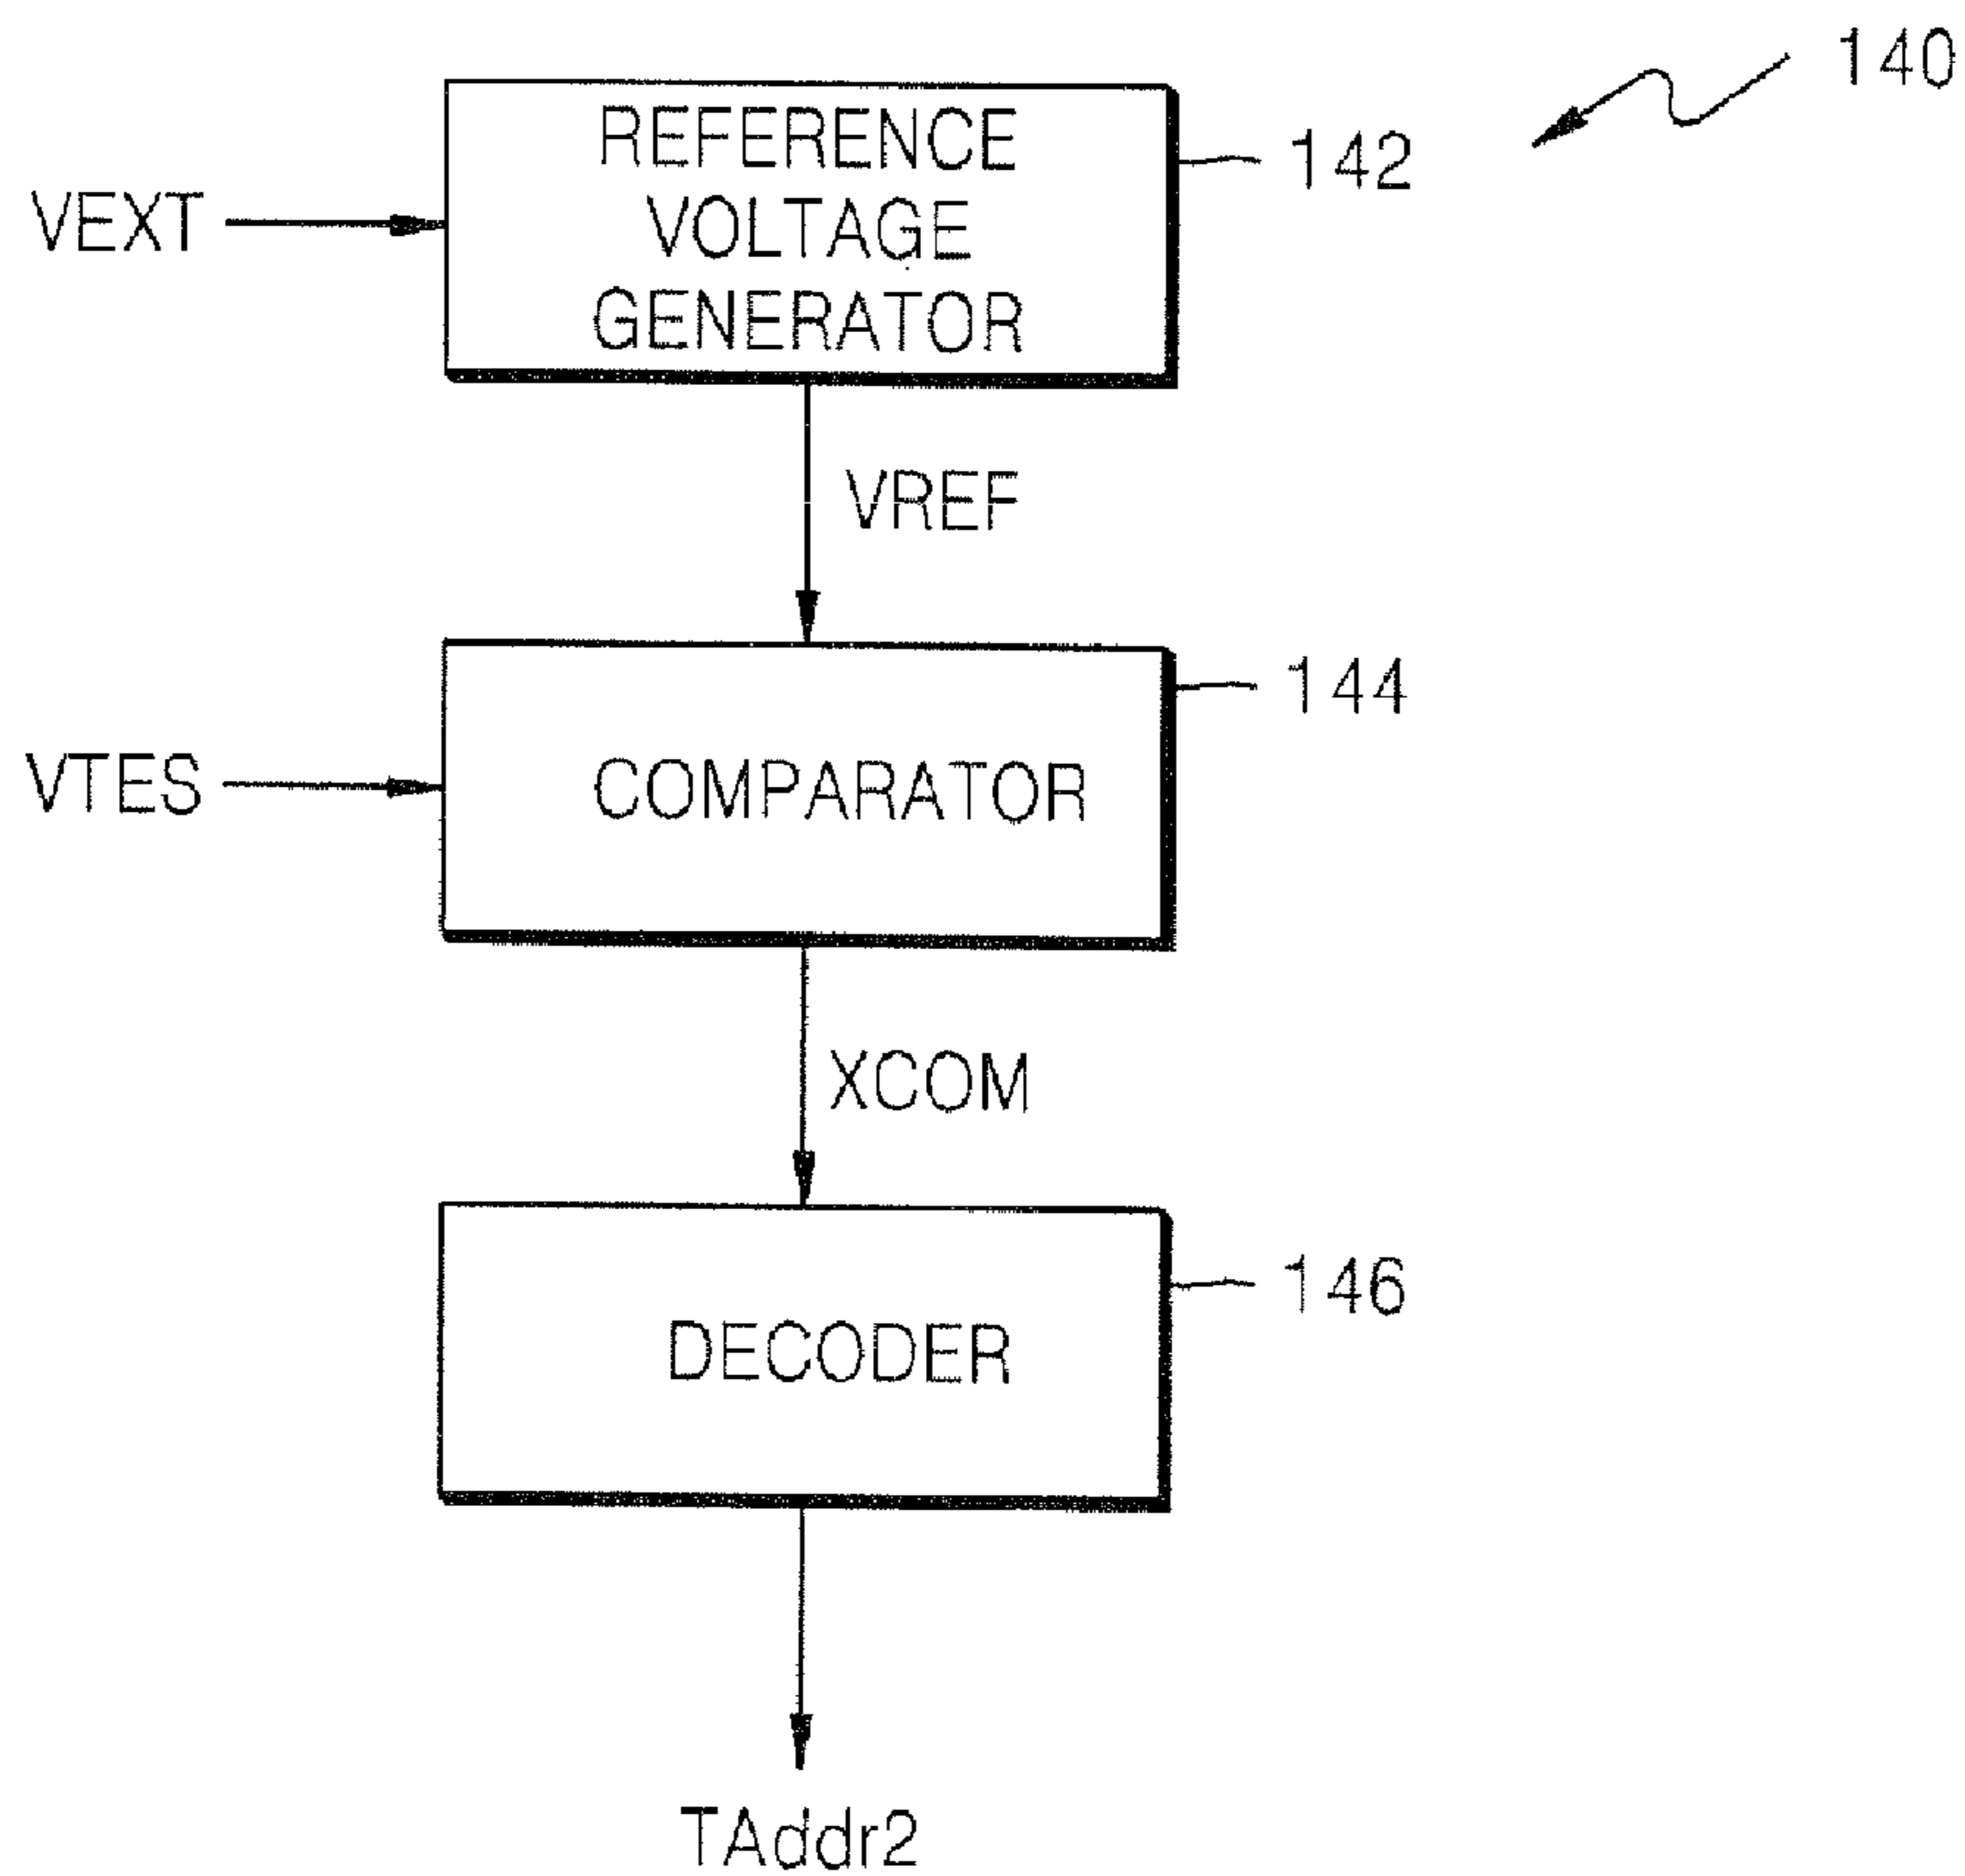 140
REFERENCE
VOLTAGE
GENERATOR
142
VEXT
VREF
144
VTES
COMPARATOR
XCOM
146
DECODER
TAddr2